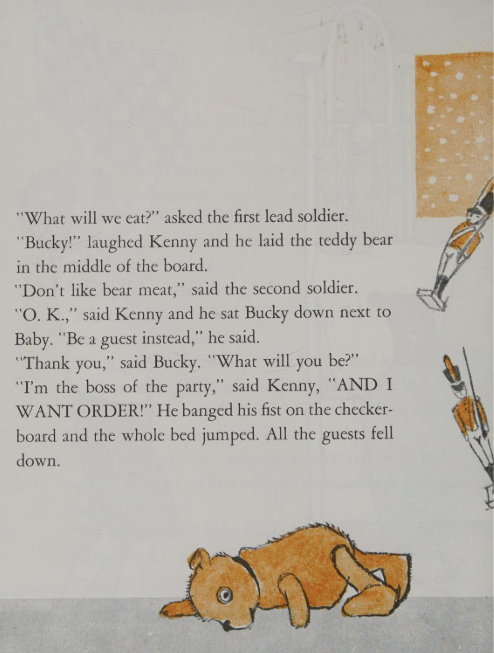 "What will we eat?" asked the first lead soldier.
"Bucky!" laughed Kenny and he laid the teddy bear
in the middle of the board.
"Don't like bear meat," said the second soldier.
"O. K.," said Kenny and he sat Bucky down next to
Baby. "Be a guest instead," he said.
"Thank you," said Bucky. "What will you be?"
"I'm the boss of the party," said Kenny, "AND I
WANT ORDER!" He banged his fist on the checker-
board and the whole bed jumped. All the guests fell
down.